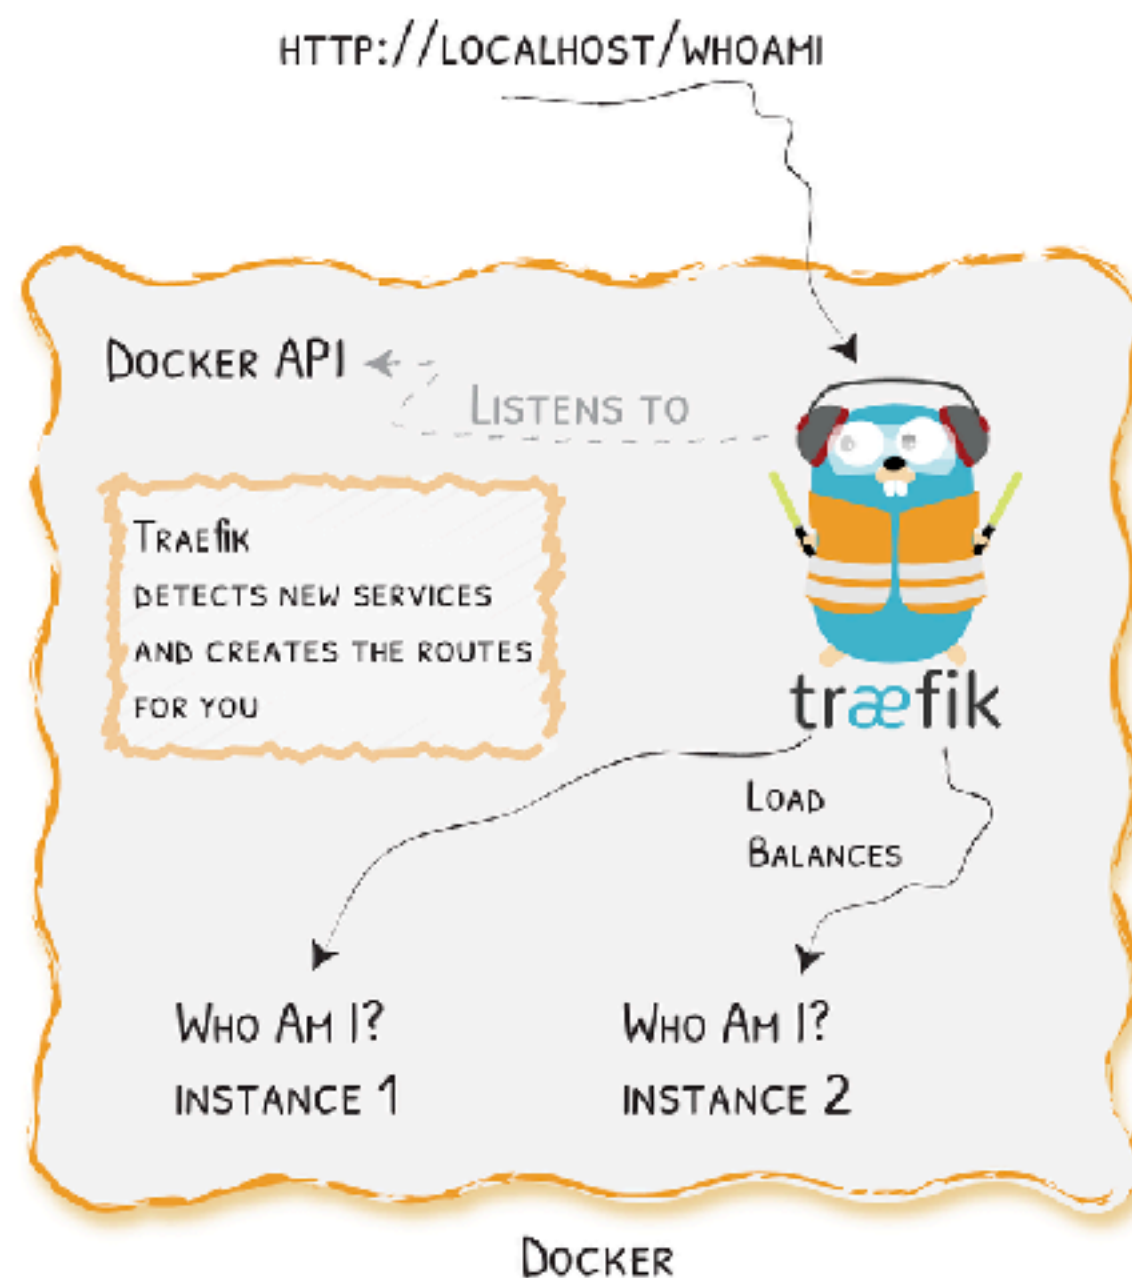 HTTP://LOCALHOST/WHOAMI
DOCKER API
LISTENS TO
TRAEfik
DETECTS NEW SERVICES
AND CREATES THE ROUTES
FOR YOU
træfik
LOAD
BALANCES
WHO AM I?
INSTANCE 1
WHO AM I?
INSTANCE 2
DOCKER